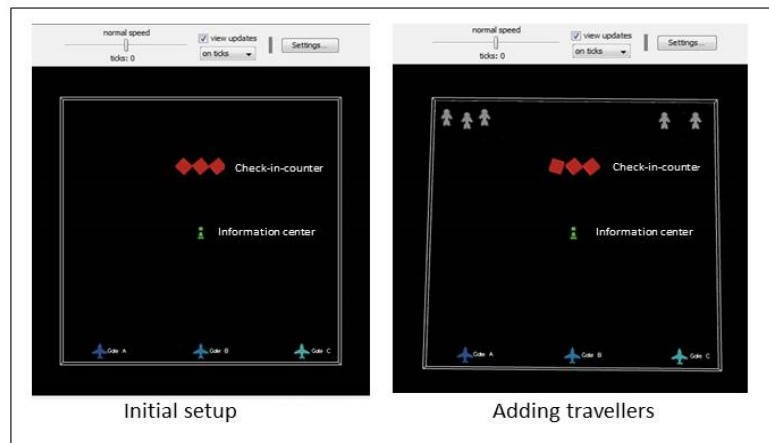 normal speed
view updates
ticks: 0
on ticks
Settings...
Check-in-counter
Information center
Gate A
Gate B
Gate C
Initial setup
normal speed
view updates
ticks: 0
on ticks
Settings...
Check-in-counter
Information center
Gate A
Gate B
Gate C
Adding travellers